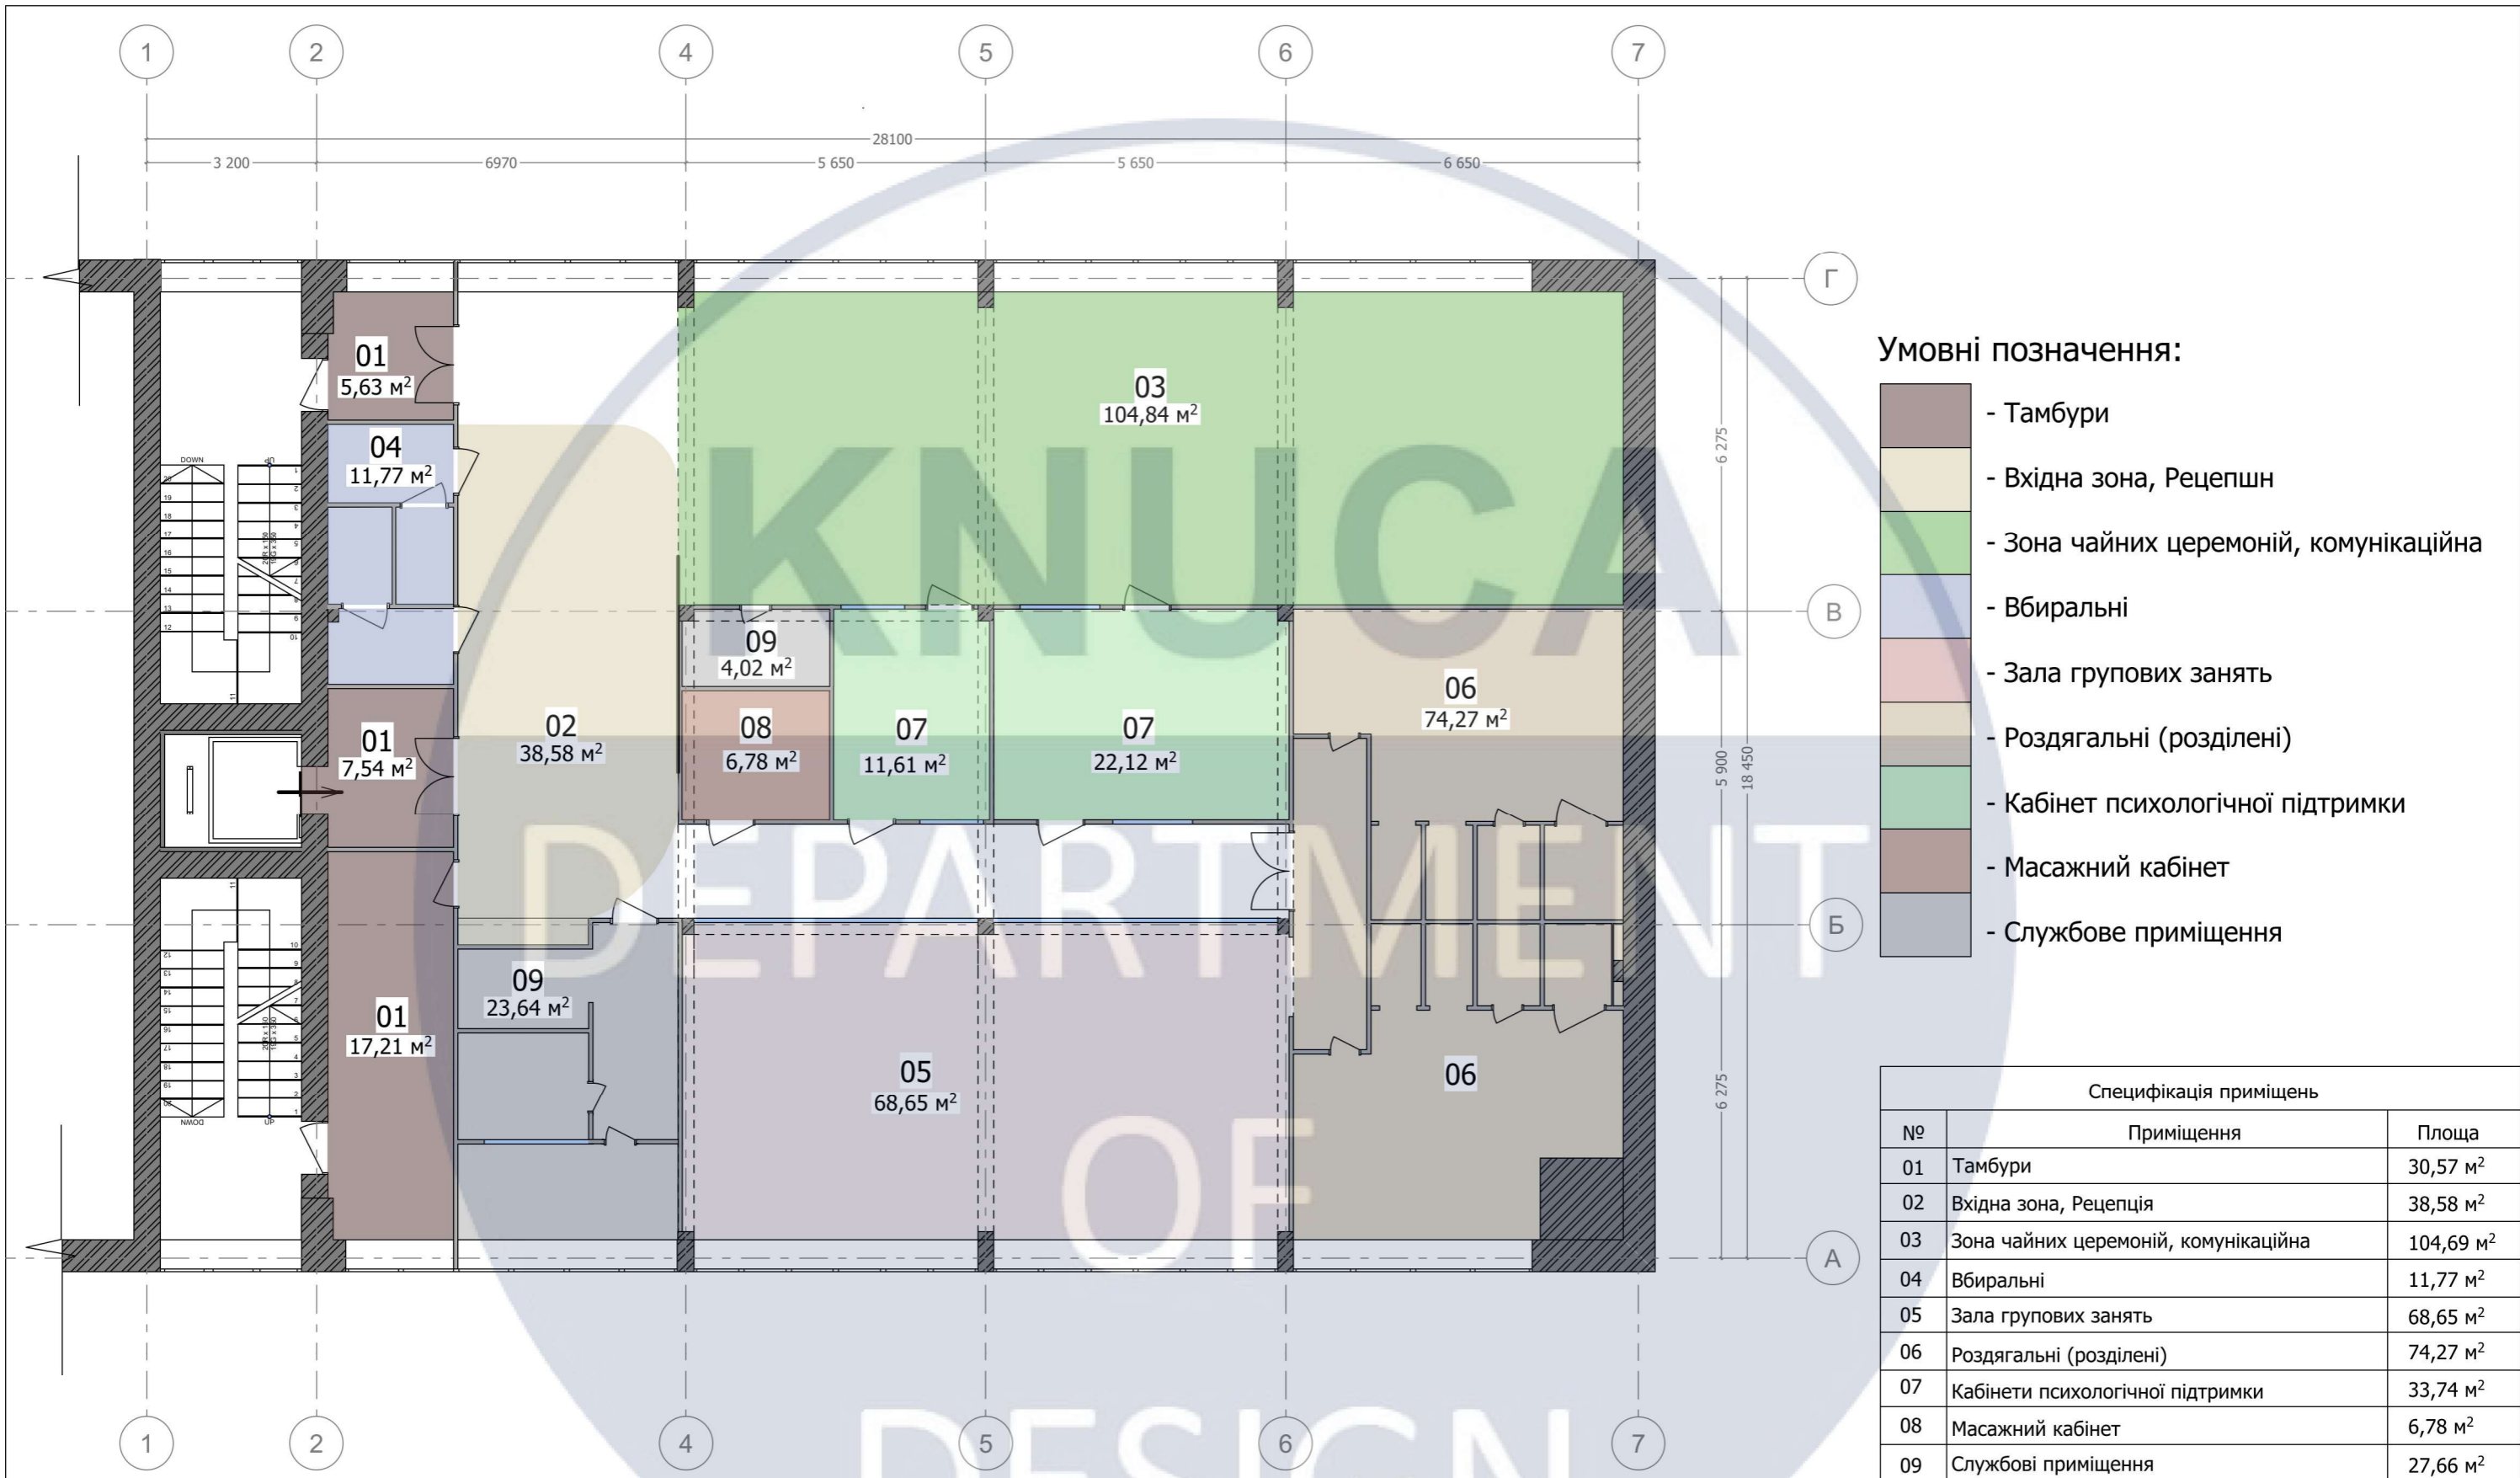 1 2 4 5 6 7
28100
3 200 6970 5 650 5 650 6 650
Г
01
5,63 м²
03
104,84 м²
04
11,77 м²
DOWN UP
KNUCA
6 275
В
09
4,02 м²
06
74,27 м²
02
38,58 м²
08
6,78 м²
07
11,61 м²
07
22,12 м²
01
7,54 м²
5 900
18 450
DEPARTMENT
Б
09
23,64 м²
01
17,21 м²
05
68,65 м²
06
6 275
DOWN UP
OF
А
DESIGN
1 2 4 5 6 7
Умовні позначення:
- Тамбури
- Вхідна зона, Рецепшн
- Зона чайних церемоній, комунікаційна
- Вбиральні
- Зала групових занять
- Роздягальні (розділені)
- Кабінет психологічної підтримки
- Масажний кабінет
- Службове приміщення
Специфікація приміщень
№ Приміщення Площа
01 Тамбури 30,57 м²
02 Вхідна зона, Рецепція 38,58 м²
03 Зона чайних церемоній, комунікаційна 104,69 м²
04 Вбиральні 11,77 м²
05 Зала групових занять 68,65 м²
06 Роздягальні (розділені) 74,27 м²
07 Кабінети психологічної підтримки 33,74 м²
08 Масажний кабінет 6,78 м²
09 Службові приміщення 27,66 м²